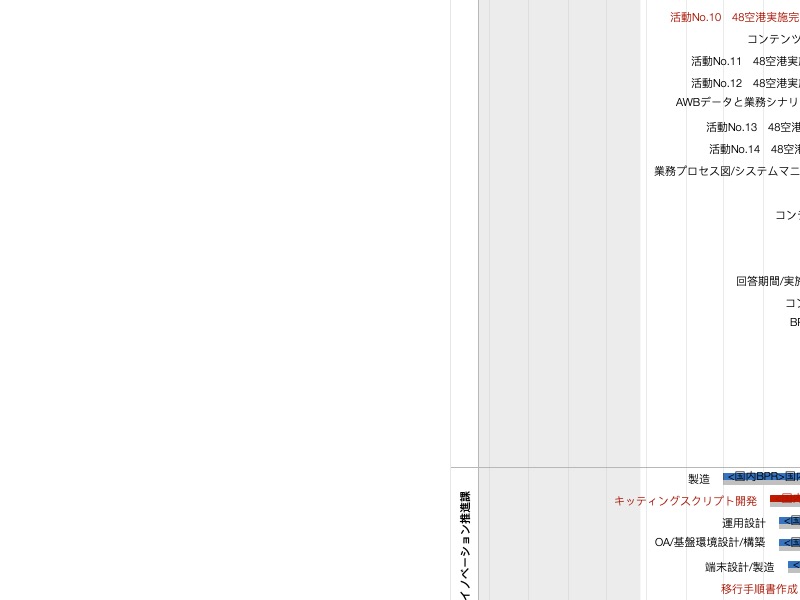 活動No.10　48空港実施完
コンテンツ
活動No.11　48空港実
活動No.12　48空港実
AWBデータと業務シナリ
活動No.13　48空港
活動No.14　48空
業務プロセス図/システムマニ
コン
回答期間/実施
コン
BP
製造
<国内BPR>国
キッティングスクリプト開発
運用設計
OA/基盤環境設計/構築
端末設計/製造
移行手順書作成
イノベーション推進課